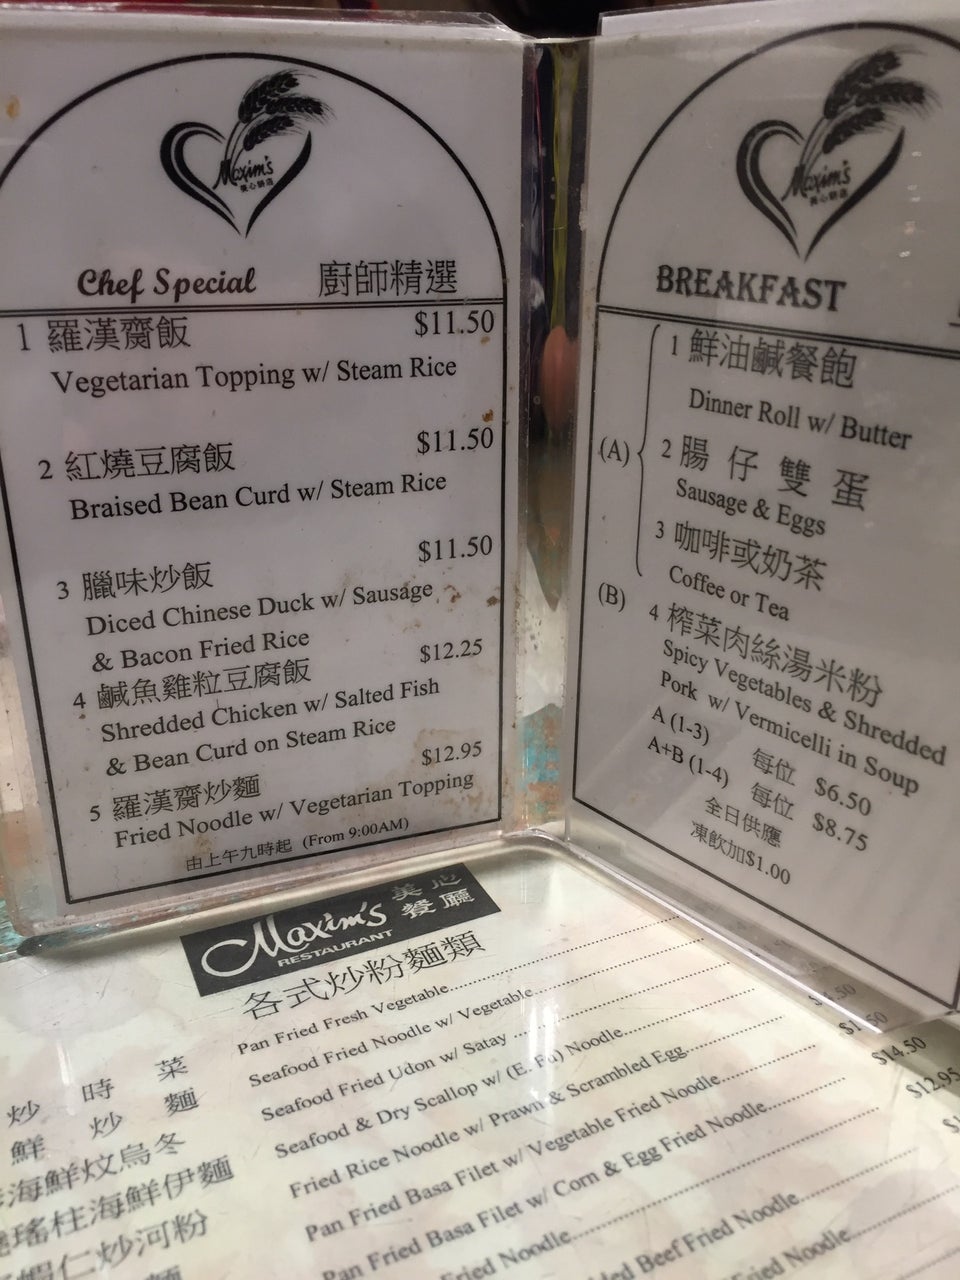 Maxim's
美心餅店
Chef Special 廚師精選
1 羅漢齋飯 $11.50
Vegetarian Topping w/ Steam Rice
2 紅燒豆腐飯 $11.50
Braised Bean Curd w/ Steam Rice
3 臘味炒飯 $11.50
Diced Chinese Duck w/ Sausage
& Bacon Fried Rice
4 鹹魚雞粒豆腐飯 $12.25
Shredded Chicken w/ Salted Fish
& Bean Curd on Steam Rice
5 羅漢齋炒麵 $12.95
Fried Noodle w/ Vegetarian Topping
由上午九時起 (From 9:00AM)
Maxim's
美心餅店
BREAKFAST
(A)
1 鮮油鹹餐飽
Dinner Roll w/ Butter
2 腸仔雙蛋
Sausage & Eggs
3 咖啡或奶茶
Coffee or Tea
(B)
4 榨菜肉絲湯米粉
Spicy Vegetables & Shredded
Pork w/ Vermicelli in Soup
A (1-3) 每位 $6.50
A+B (1-4) 每位 $8.75
全日供應
凍飲加$1.00
Maxim's 美心
RESTAURANT 餐廳
各式炒粉麵類
炒時菜 Pan Fried Fresh Vegetable
鮮炒麵 Seafood Fried Noodle w/ Vegetable
海鮮炆烏冬 Seafood Fried Udon w/ Satay
瑤柱海鮮伊麵 Seafood & Dry Scallop w/ (E. Fu) Noodle
蝦仁炒河粉 Fried Rice Noodle w/ Prawn & Scrambled Egg
麵 Pan Fried Basa Filet w/ Vegetable Fried Noodle
Pan Fried Basa Filet w/ Corn & Egg Fried Noodle
Fried Noodle
Beef Fried Noodle
Noodle
$14.50
$12.95